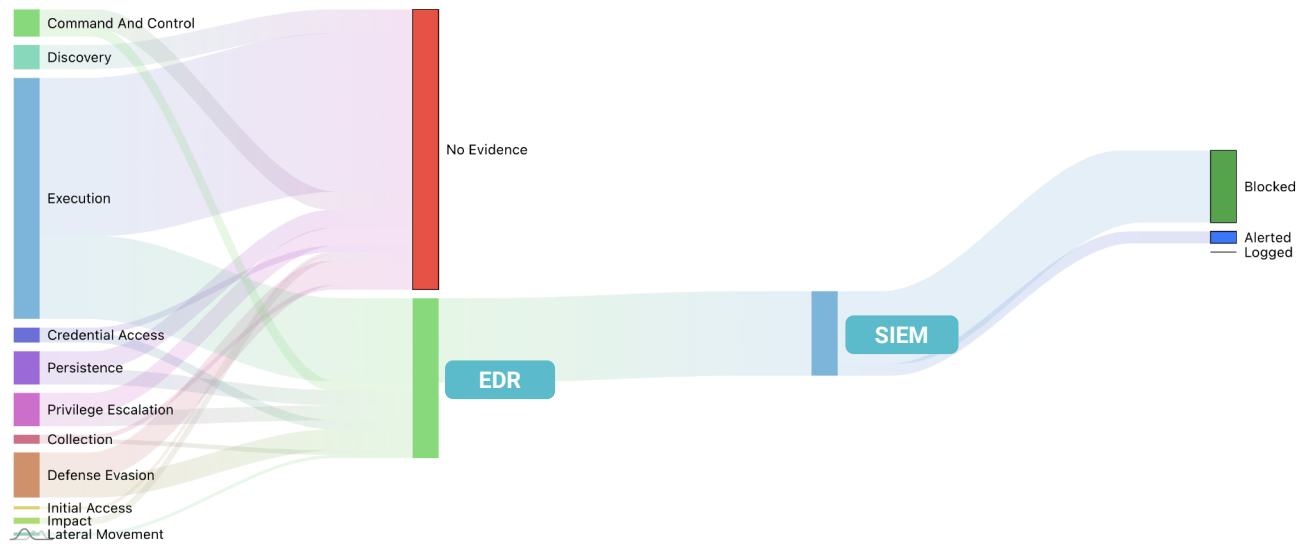 Command And Control
Discovery
No Evidence
Blocked
Execution
Alerted
Logged
SIEM
Credential Access
Persistence
EDR
Privilege Escalation
Collection
Defense Evasion
Initial Access
Impact
Lateral Movement